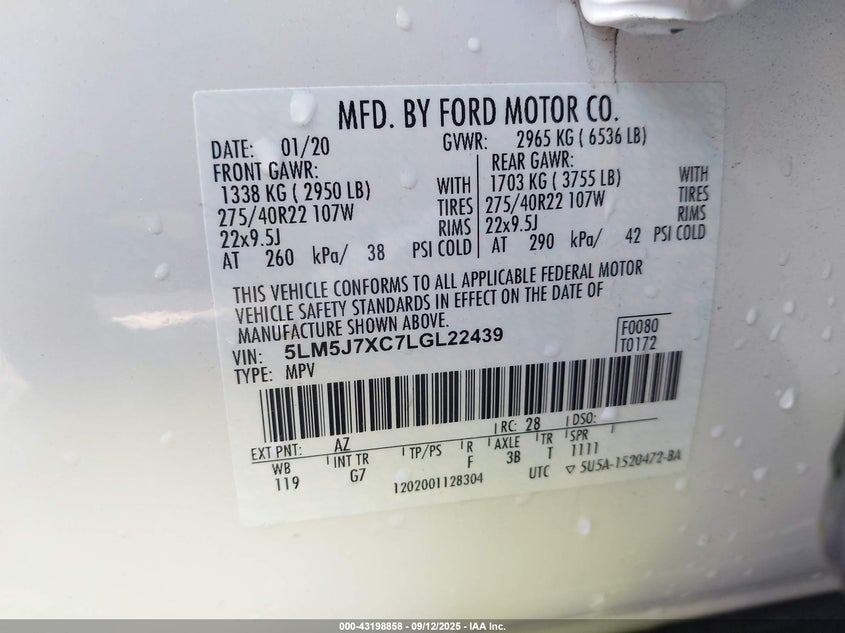 MFD. BY FORD MOTOR CO.
DATE: 01/20 GVWR: 2965 KG ( 6536 LB)
FRONT GAWR: REAR GAWR:
1338 KG ( 2950 LB) WITH 1703 KG ( 3755 LB) WITH
275/40R22 107W TIRES 275/40R22 107W TIRES
22x9.5J RIMS 22x9.5J RIMS
AT 260 kPa/ 38 PSI COLD AT 290 kPa/ 42 PSI COLD
THIS VEHICLE CONFORMS TO ALL APPLICABLE FEDERAL MOTOR
VEHICLE SAFETY STANDARDS IN EFFECT ON THE DATE OF
MANUFACTURE SHOWN ABOVE.
VIN: 5LM5J7XC7LGL22439 F0080
TYPE: MPV T0172
EXT PNT: AZ RC: 28 DSO:
WB INT TR TP/PS R AXLE TR SPR
119 G7 F 3B T 1111
1202001128304 UTC ▽ 5U5A-1520472-BA
000-43198858 - 09/12/2025 - IAA Inc.